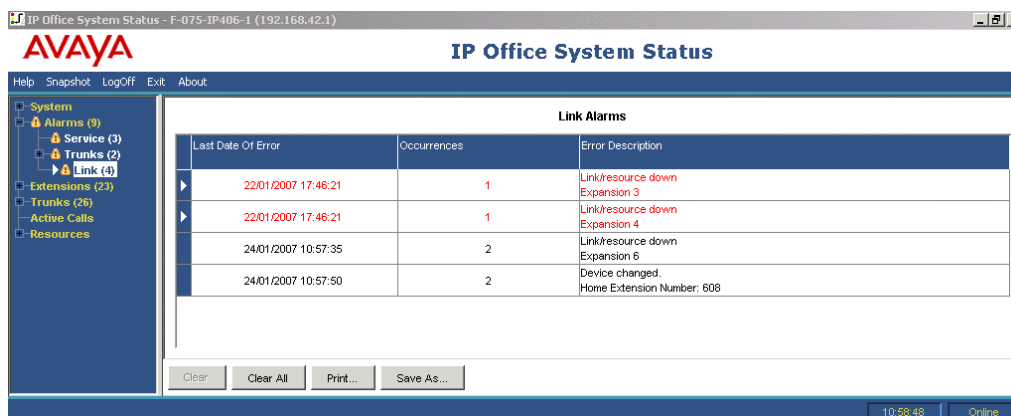 IP Office System Status - F-075-IP406-1 (192.168.42.1)
AVAYA
IP Office System Status
Help Snapshot LogOff Exit About
System
Alarms (9)
Service (3)
Trunks (2)
Link (4)
Extensions (23)
Trunks (26)
Active Calls
Resources
Link Alarms
Last Date Of Error Occurrences Error Description
22/01/2007 17:46:21 1 Link/resource down
Expansion 3
22/01/2007 17:46:21 1 Link/resource down
Expansion 4
24/01/2007 10:57:35 2 Link/resource down
Expansion 6
24/01/2007 10:57:50 2 Device changed.
Home Extension Number: 608
Clear Clear All Print... Save As...
10:58:48 Online